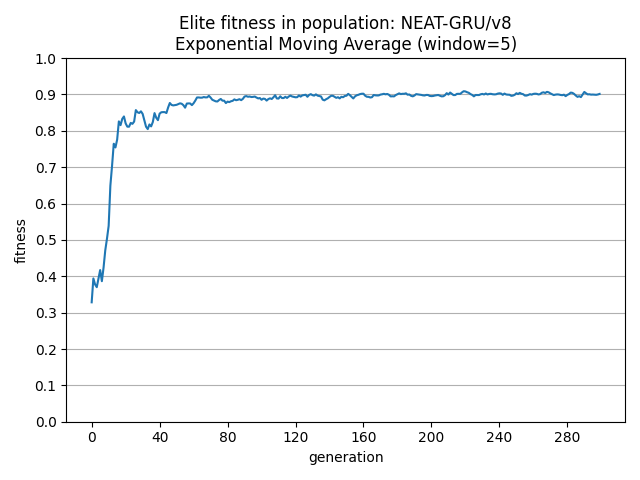 Elite fitness in population: NEAT-GRU/v8
Exponential Moving Average (window=5)
fitness
1.0
0.9
0.8
0.7
0.6
0.5
0.4
0.3
0.2
0.1
0.0
0 40 80 120 160 200 240 280
generation